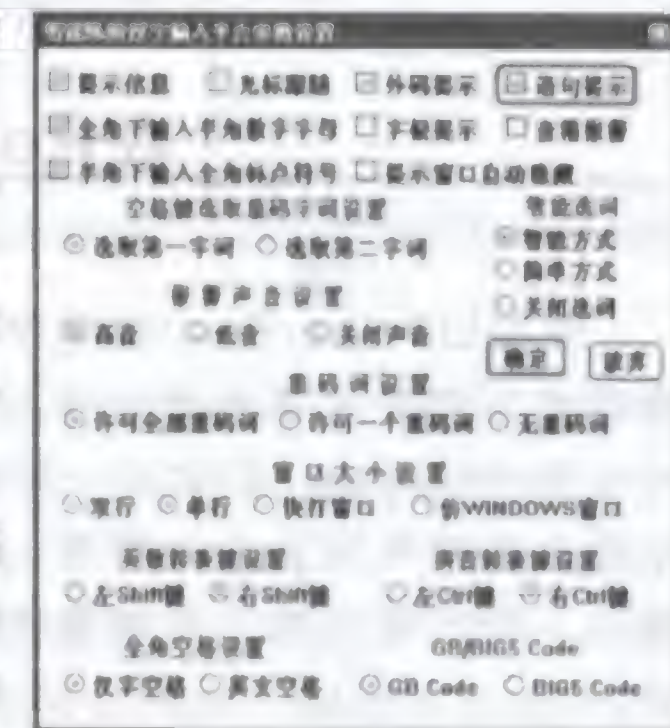 提示信息 光标跟随 外码提示 语句提示
全角下输入半角数字字母 字根提示
半角下输入全角标点符号 提示窗口自动隐藏
空格键选取重码字词设置 智能选词
选取第一字词 选取第二字词 智能方式
简单方式
声音设置 关闭选词
高音 低音 关闭声音 确定 放弃
重码词设置
许可全部重码词 许可一个重码词 无重码词
窗口大小设置
双行 单行 快打窗口 仿WINDOWS窗口
英数转换键设置 拼音转换键设置
左Shift键 右Shift键 左Ctrl键 右Ctrl键
全角空格设置 GB/BIG5 Code
汉字空格 英文空格 GB Code BIG5 Code